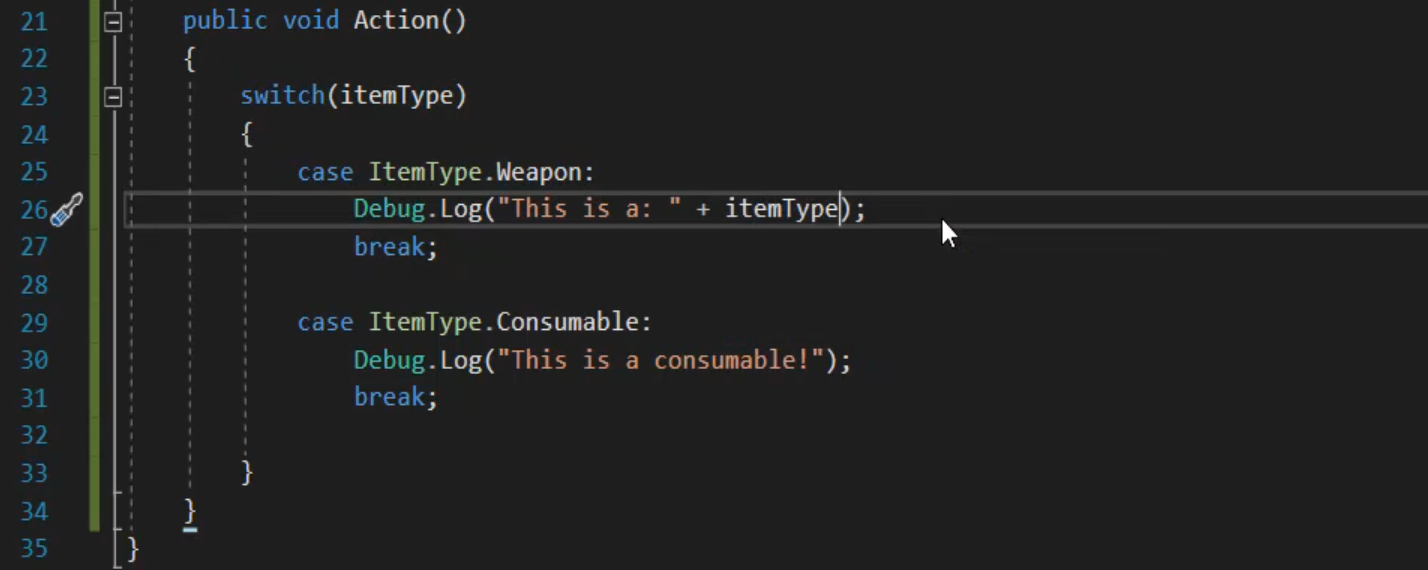 21 public void Action()
22 {
23 switch(itemType)
24 {
25 case ItemType.Weapon:
26 Debug.Log("This is a: " + itemType);
27 break;
28
29 case ItemType.Consumable:
30 Debug.Log("This is a consumable!");
31 break;
32
33 }
34 }
35 }